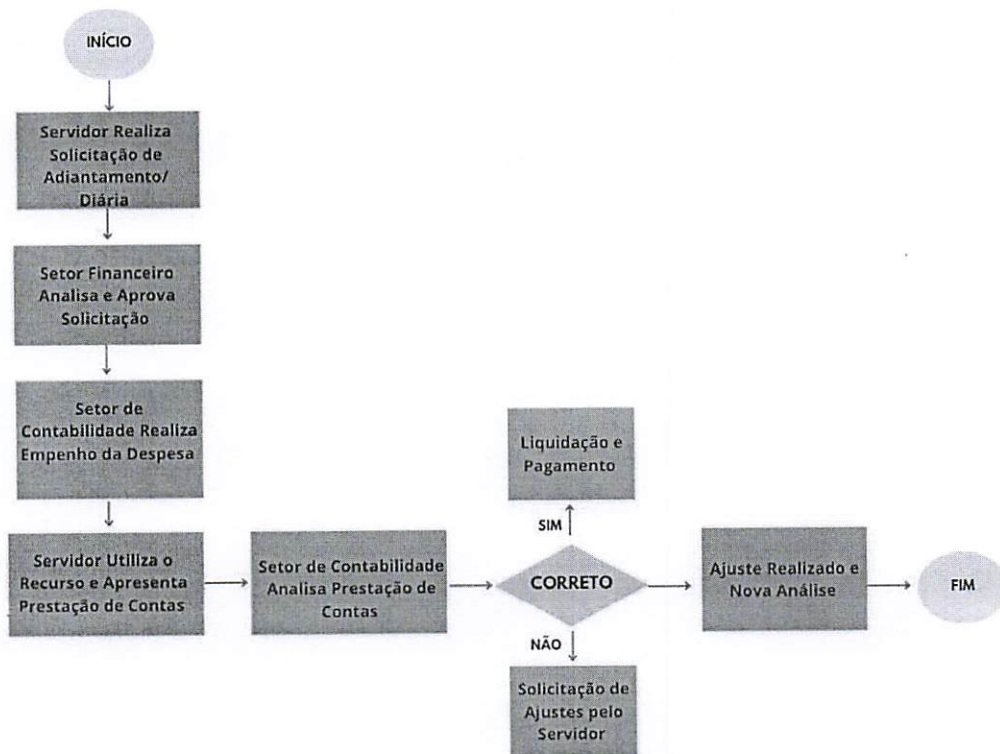 INÍCIO
Servidor Realiza
Solicitação de
Adiantamento/
Diária
Setor Financeiro
Analisa e Aprova
Solicitação
Setor de
Contabilidade Realiza
Empenho da Despesa
Servidor Utiliza o
Recurso e Apresenta
Prestação de Contas
Setor de Contabilidade
Analisa Prestação de
Contas
CORRETO
SIM
Liquidação e
Pagamento
NÃO
Solicitação de
Ajustes pelo
Servidor
Ajuste Realizado e
Nova Análise
FIM